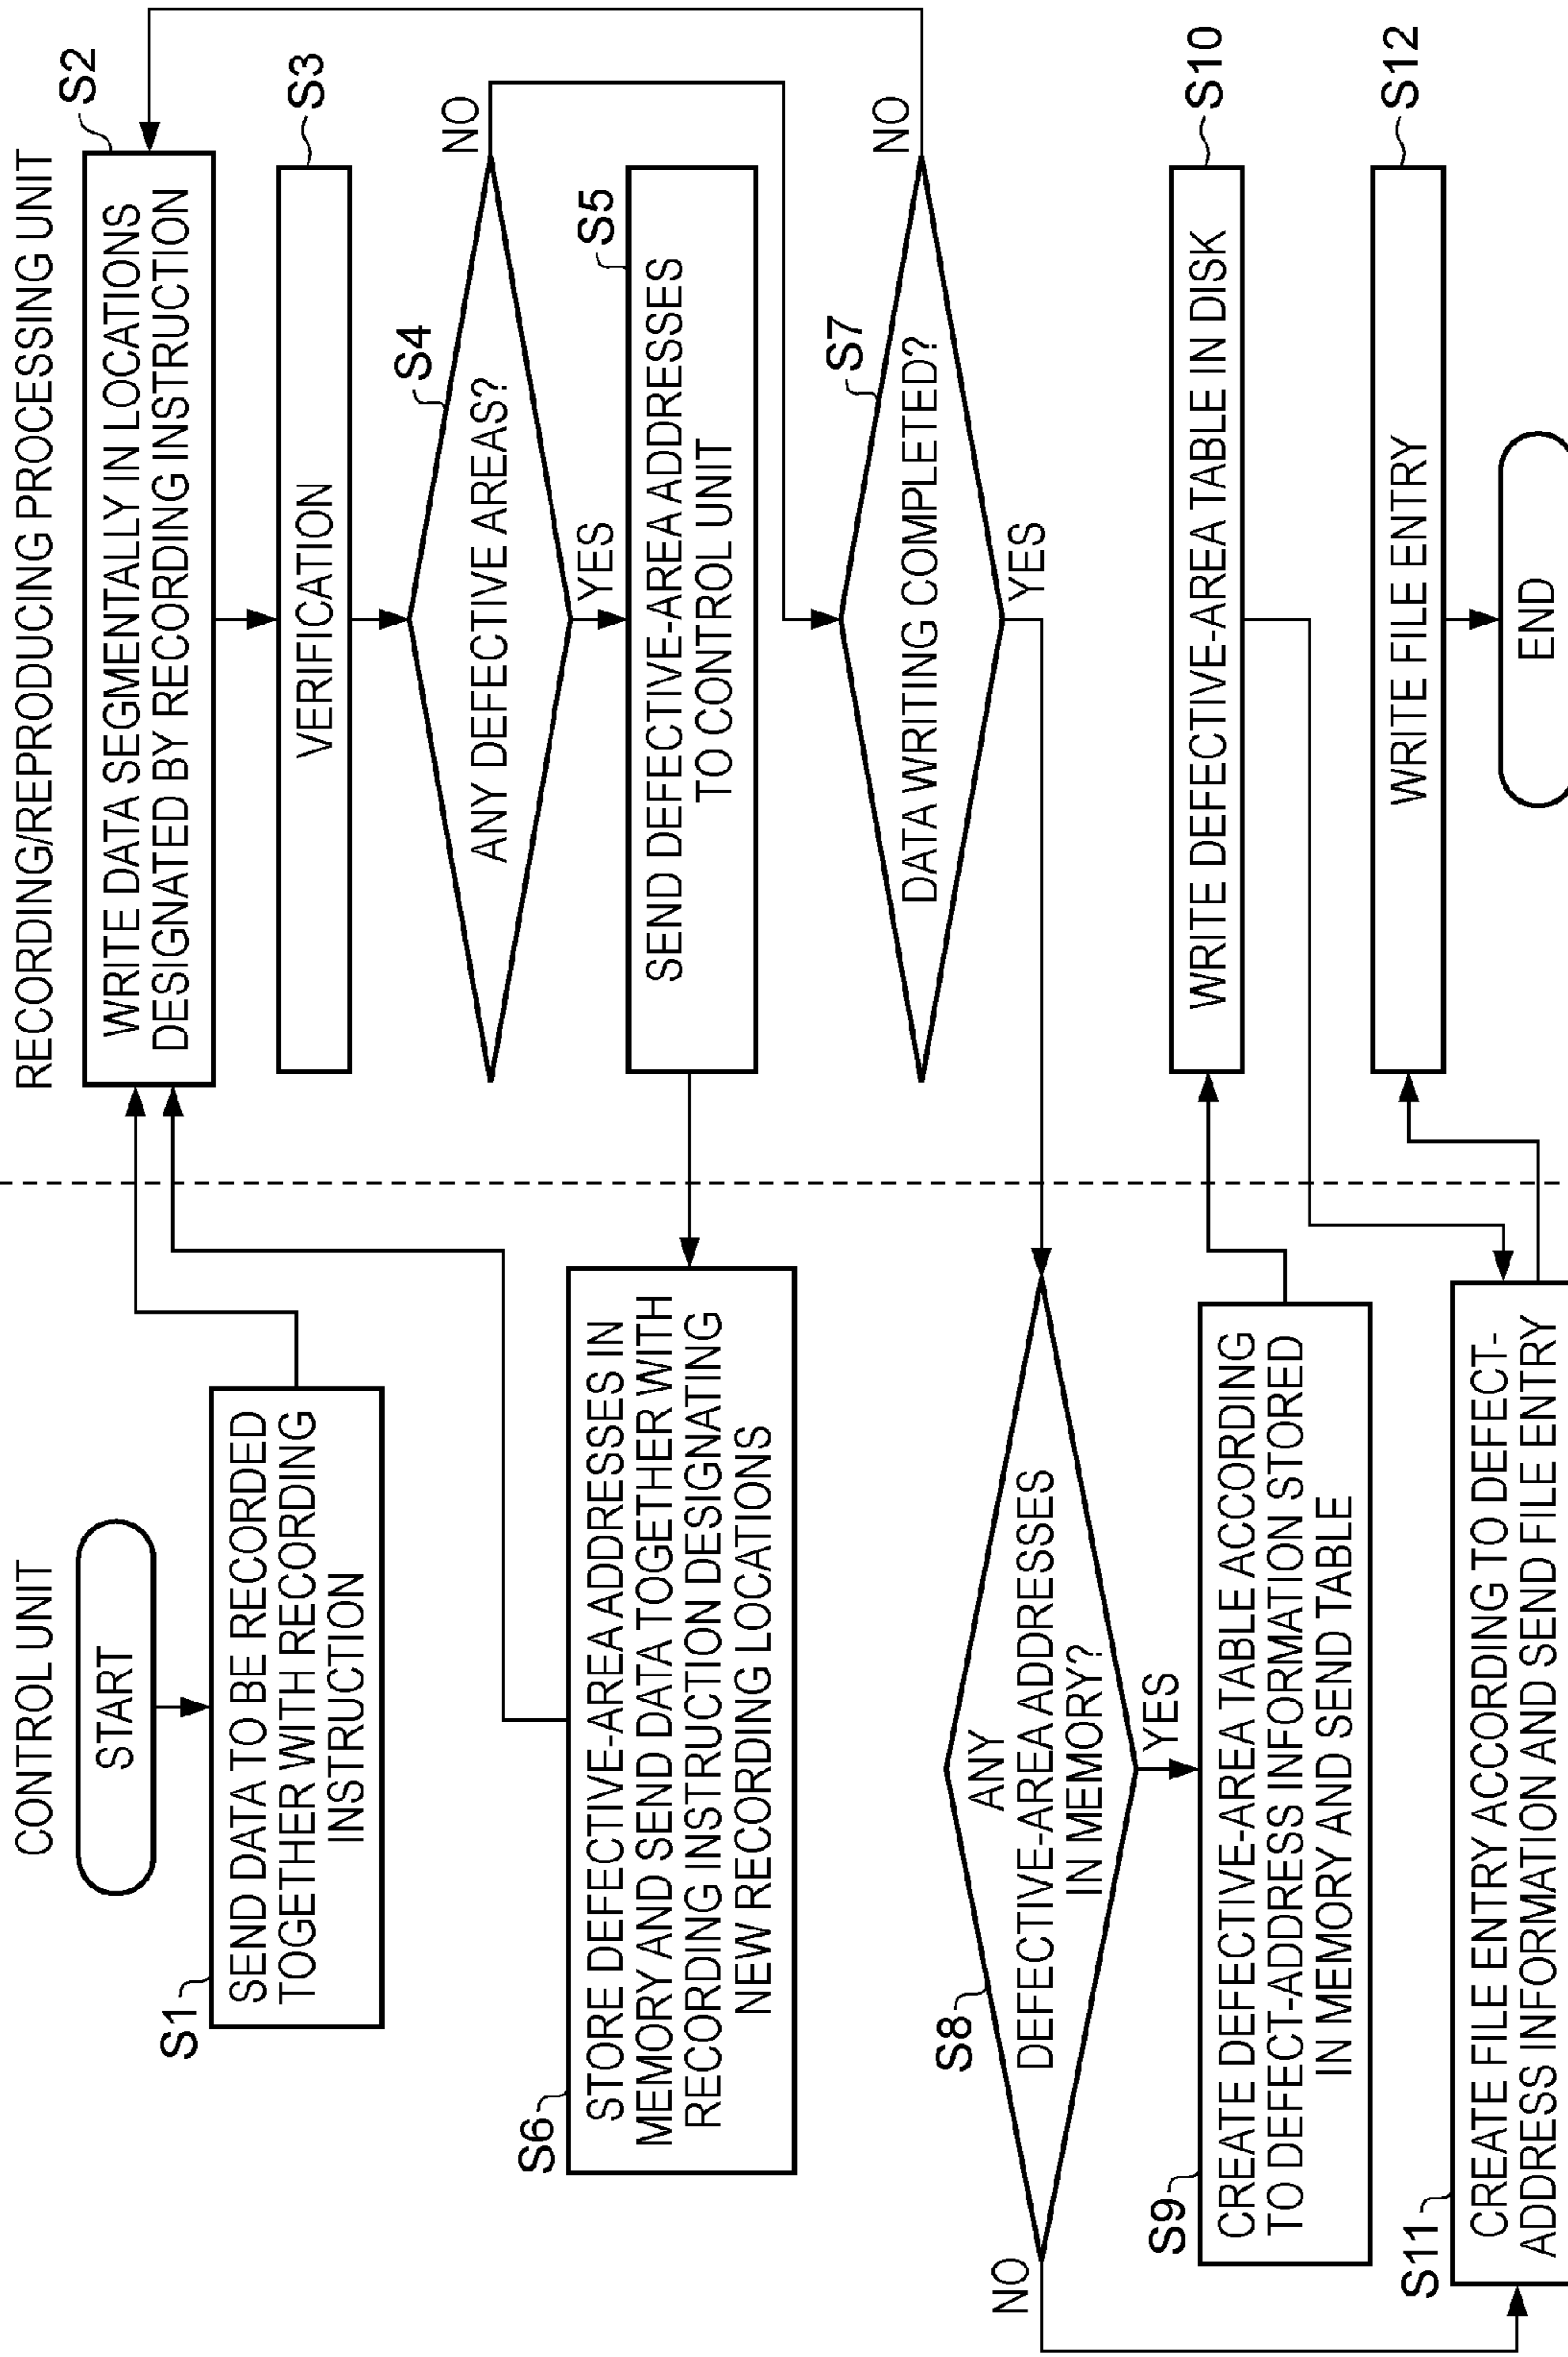 CONTROL UNIT
RECORDING/REPRODUCING PROCESSING UNIT
START
S1
SEND DATA TO BE RECORDED
TOGETHER WITH RECORDING
INSTRUCTION
S2
WRITE DATA SEGMENTALLY IN LOCATIONS
DESIGNATED BY RECORDING INSTRUCTION
S3
VERIFICATION
S4
ANY DEFECTIVE AREAS?
NO
YES
S5
SEND DEFECTIVE-AREA ADDRESSES
TO CONTROL UNIT
S6
STORE DEFECTIVE-AREA ADDRESSES IN
MEMORY AND SEND DATA TOGETHER WITH
RECORDING INSTRUCTION DESIGNATING
NEW RECORDING LOCATIONS
S7
DATA WRITING COMPLETED?
NO
YES
S8
ANY
DEFECTIVE-AREA ADDRESSES
IN MEMORY?
NO
YES
S9
CREATE DEFECTIVE-AREA TABLE ACCORDING
TO DEFECT-ADDRESS INFORMATION STORED
IN MEMORY AND SEND TABLE
S10
WRITE DEFECTIVE-AREA TABLE IN DISK
S11
CREATE FILE ENTRY ACCORDING TO DEFECT-
ADDRESS INFORMATION AND SEND FILE ENTRY
S12
WRITE FILE ENTRY
END